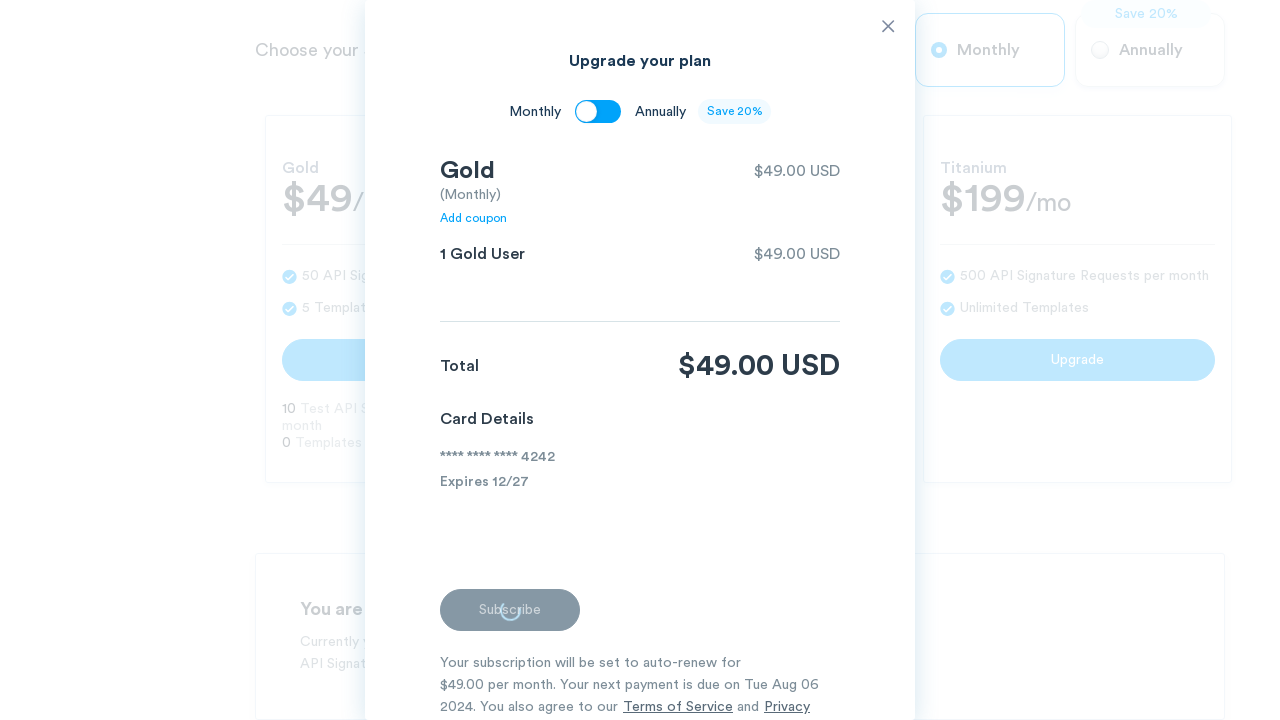 Save 20%
Choose your
Monthly
Annually
Upgrade your plan
Monthly Annually Save 20%
Gold $49.00 USD
(Monthly)
Add coupon
1 Gold User $49.00 USD
Total $49.00 USD
Card Details
**** **** **** 4242
Expires 12/27
Subscribe
Your subscription will be set to auto-renew for
$49.00 per month. Your next payment is due on Tue Aug 06
2024. You also agree to our Terms of Service and Privacy
Gold
$49/
50 API
5
10 Test API
month
0 Templates
Titanium
$199/mo
500 API Signature Requests per month
Unlimited Templates
Upgrade
You are
Currently
API